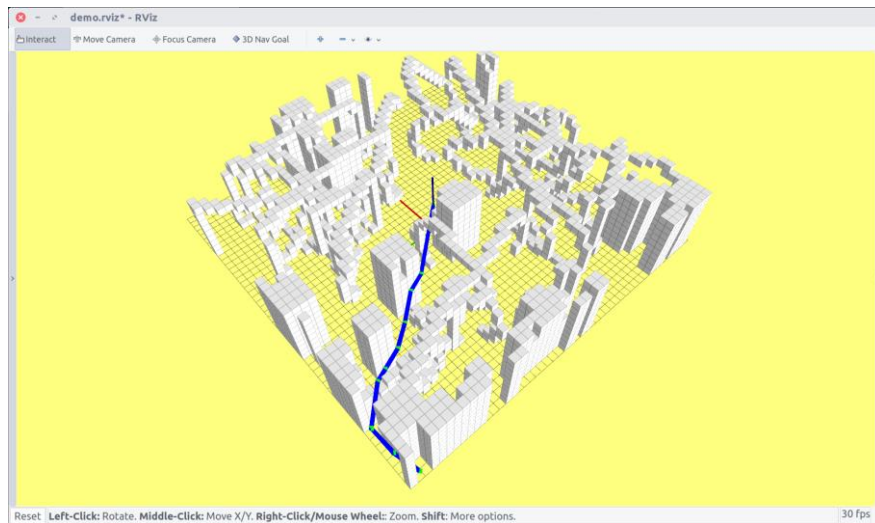 demo.rviz* - RViz
Interact Move Camera Focus Camera 3D Nav Goal
Reset Left-Click: Rotate. Middle-Click: Move X/Y. Right-Click/Mouse Wheel:: Zoom. Shift: More options. 30 fps